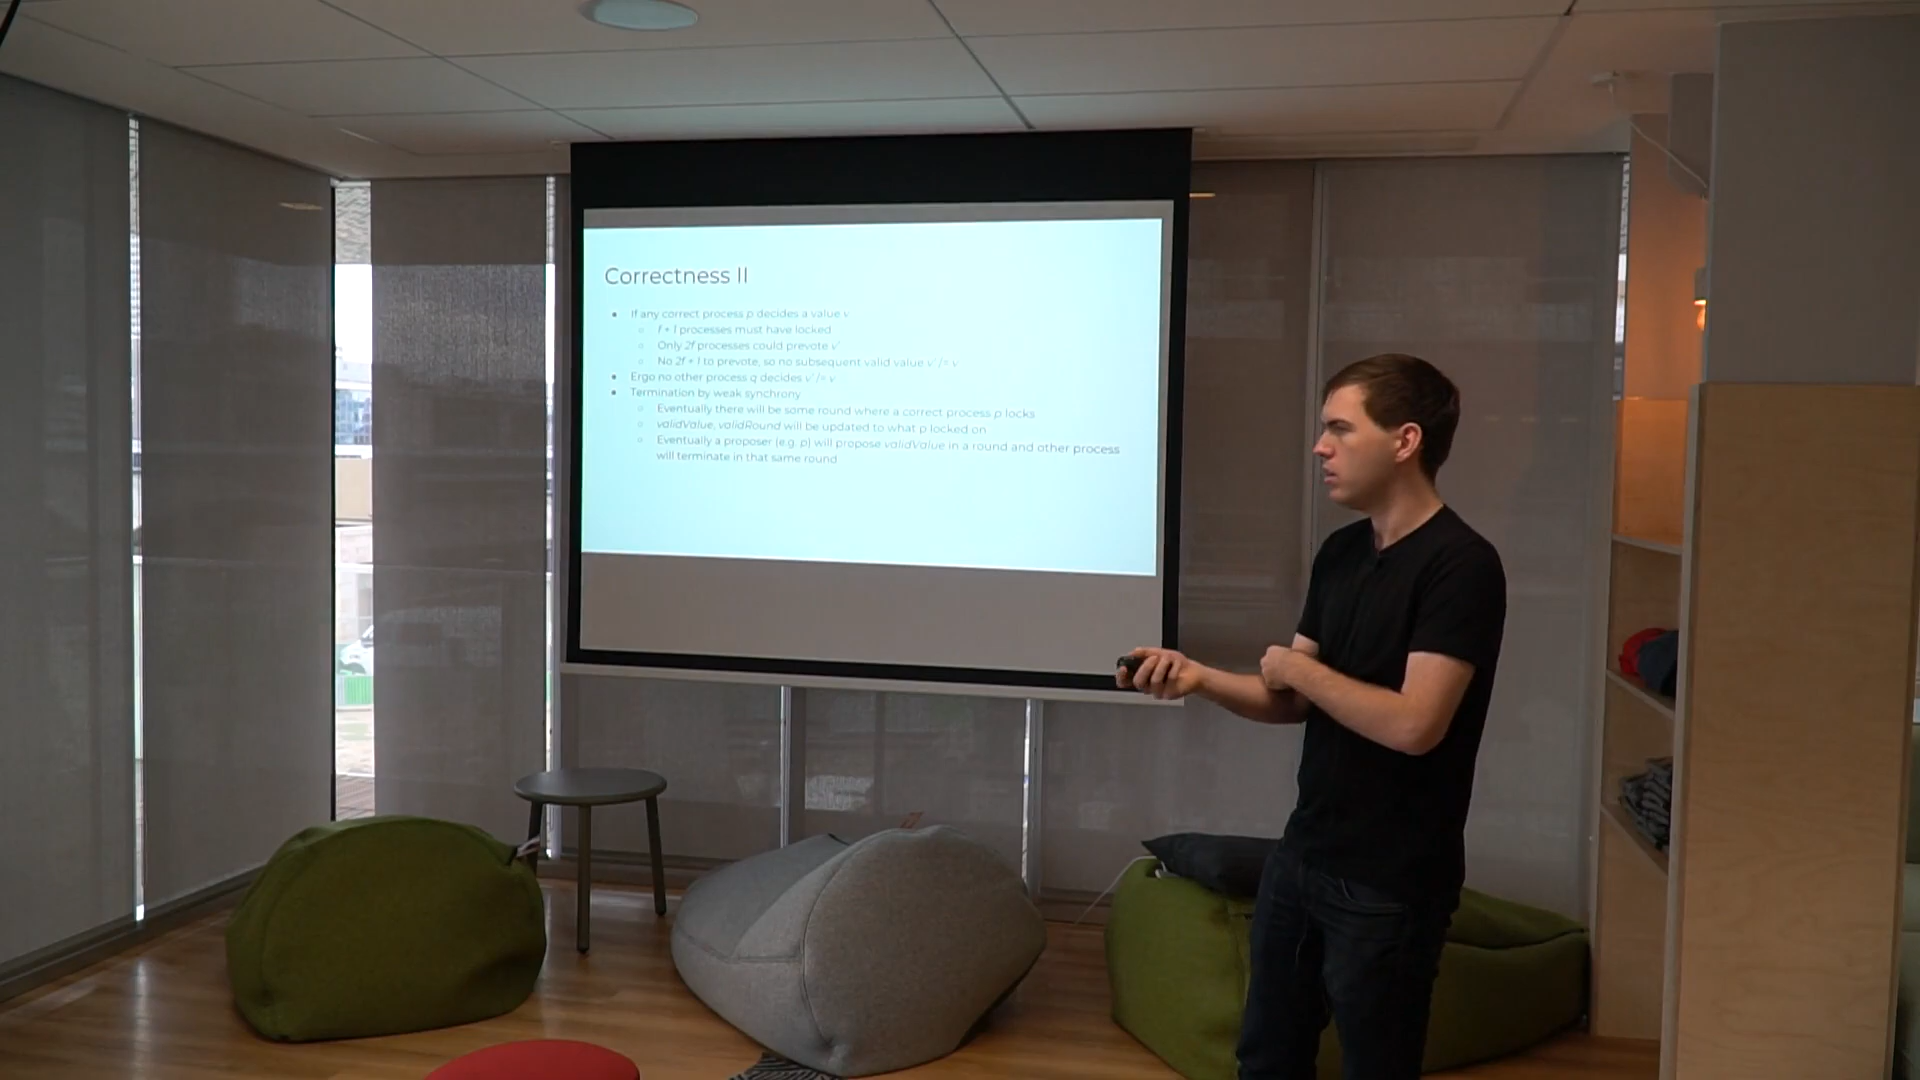 Correctness II
● If any correct process p decides a value v
○ f + 1 processes must have locked
○ Only 2f processes could prevote v'
○ No 2f + 1 to prevote, so no subsequent valid value v' /= v
● Ergo no other process q decides v' /= v
● Termination by weak synchrony
○ Eventually there will be some round where a correct process p locks
○ validValue, validRound will be updated to what p locked on
○ Eventually a proposer (e.g. p) will propose validValue in a round and other process
will terminate in that same round